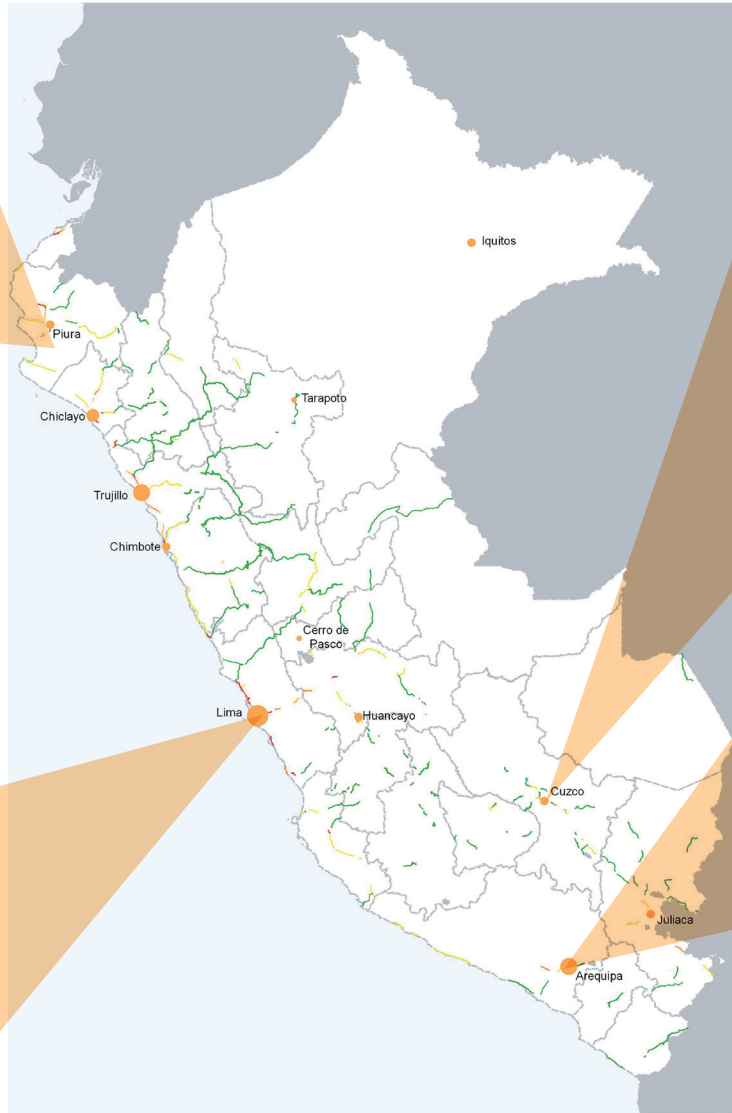 Iquitos
Piura
Tarapoto
Chiclayo
Trujillo
Chimbote
Cerro de
Pasco
Lima
Huancayo
Cuzco
Juliaca
Arequipa